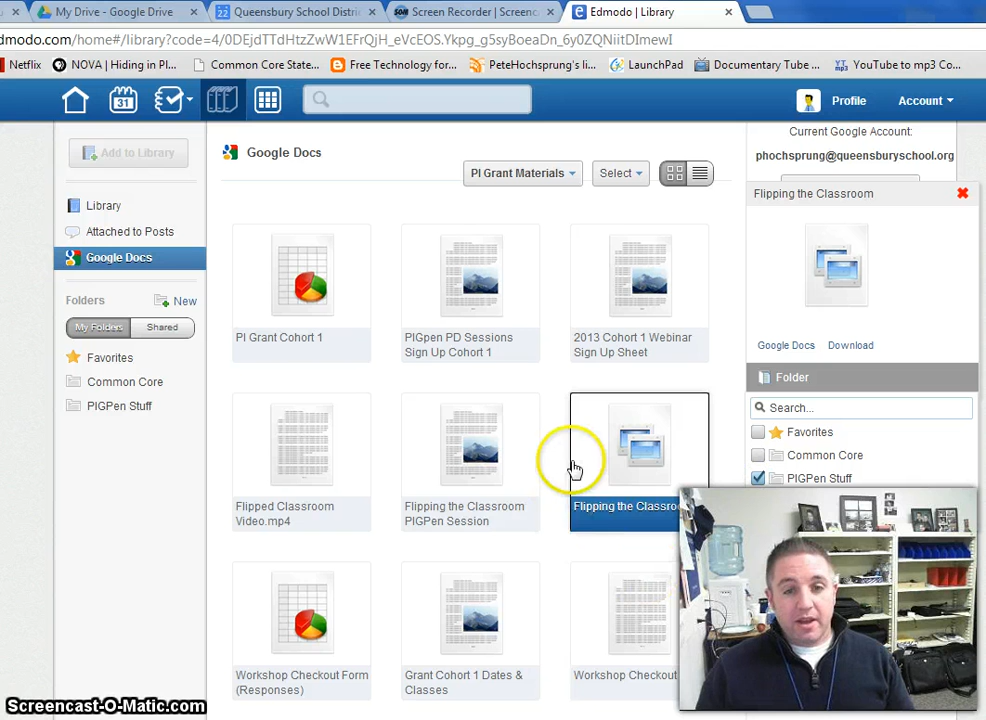 My Drive - Google Drive × Queensbury School Distri × Screen Recorder | Screenc × Edmodo | Library ×
dmodo.com/home#/library?code=4/0DEjdTTdHtzZwW1EFrQjH_eVcEOS.Ykpg_g5syBoeaDn_6y0ZQNiitDImewI
Netflix NOVA | Hiding in Pl... Common Core State... Free Technology for... PeteHochsprung's li... LaunchPad Documentary Tube ... YouTube to mp3 Co...
31 Profile Account
Add to Library
Library
Attached to Posts
Google Docs
Folders New
My Folders Shared
Favorites
Common Core
PIGPen Stuff
Google Docs
PI Grant Materials Select
PI Grant Cohort 1
PIGpen PD Sessions
Sign Up Cohort 1
2013 Cohort 1 Webinar
Sign Up Sheet
Flipped Classroom
Video.mp4
Flipping the Classroom
PIGPen Session
Flipping the Classro
Workshop Checkout Form
(Responses)
Grant Cohort 1 Dates &
Classes
Workshop Checkout
Current Google Account:
phochsprung@queensburyschool.org
Flipping the Classroom
Google Docs Download
Folder
Search...
Favorites
Common Core
PIGPen Stuff
Screencast-O-Matic.com